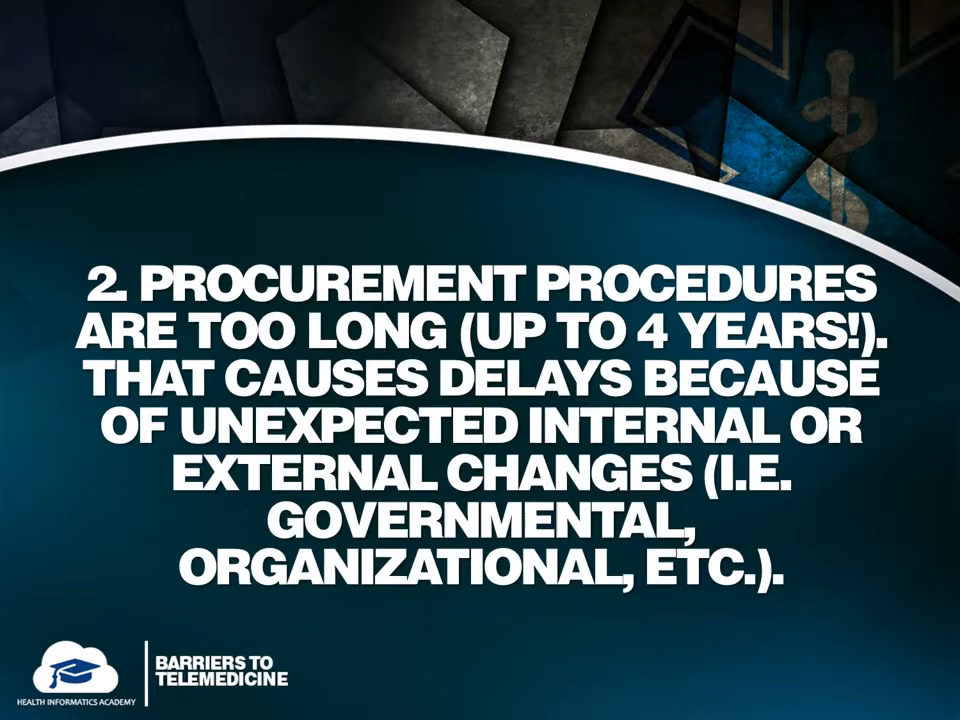 2. PROCUREMENT PROCEDURES
ARE TOO LONG (UP TO 4 YEARS!).
THAT CAUSES DELAYS BECAUSE
OF UNEXPECTED INTERNAL OR
EXTERNAL CHANGES (I.E.
GOVERNMENTAL,
ORGANIZATIONAL, ETC.).
HEALTH INFORMATICS ACADEMY
BARRIERS TO
TELEMEDICINE